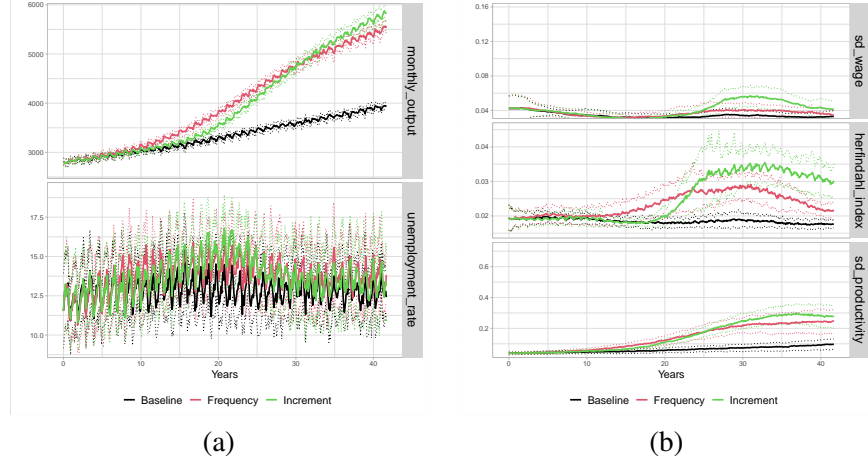 6000
5000
4000
3000
monthly_output
17.5
15.0
12.5
10.0
unemployment_rate
0 10 20 30 40
Years
Baseline Frequency Increment
(a)
0.16
0.12
0.08
0.04
sd_wage
0.04
0.03
0.02
herfindahl_index
0.6
0.4
0.2
sd_productivity
0 10 20 30 40
Years
Baseline Frequency Increment
(b)